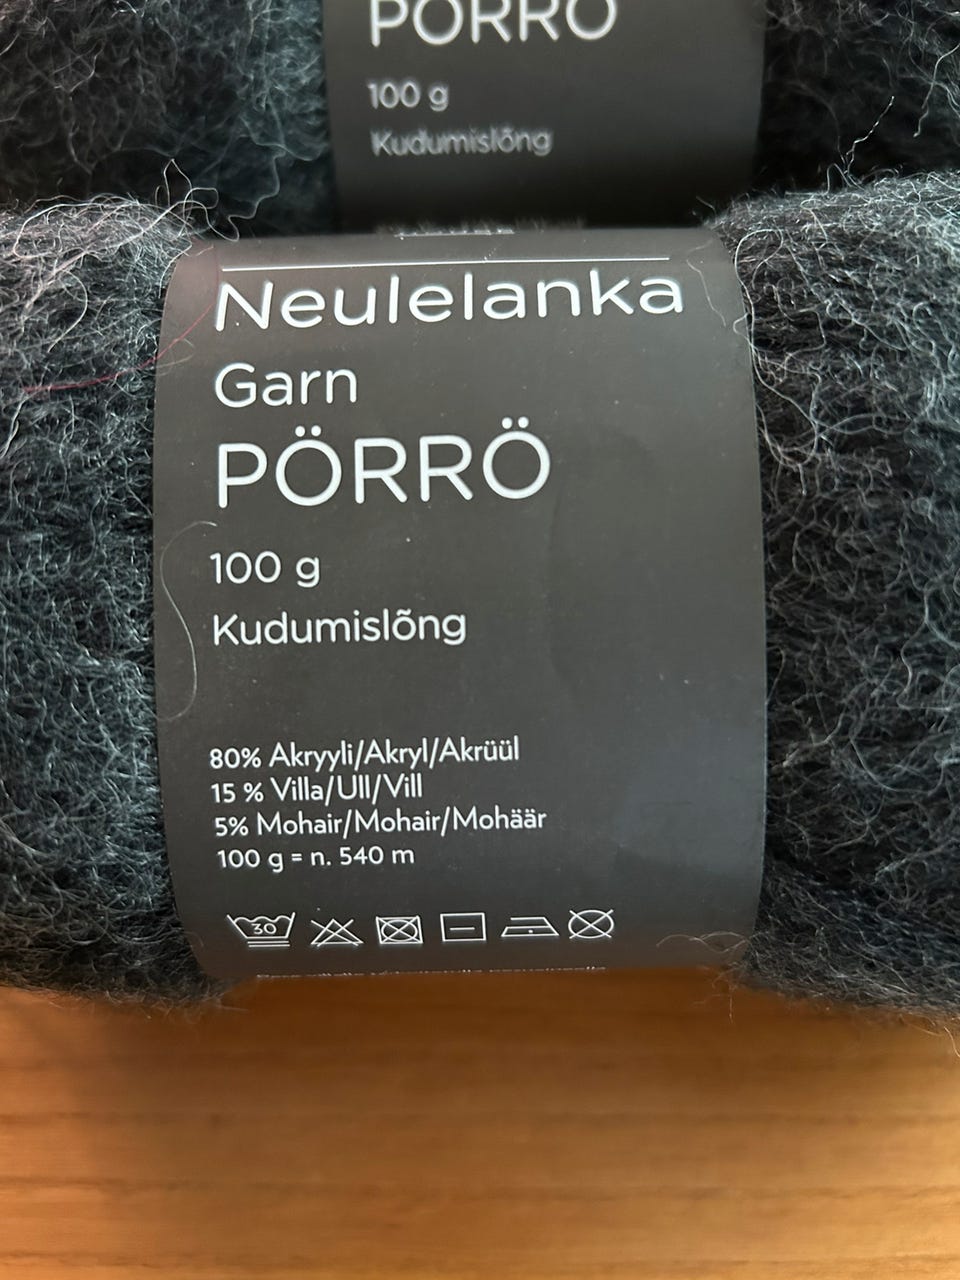 PÖRRÖ
100 g
Kudumislõng
Neulelanka
Garn
PÖRRÖ
100 g
Kudumislõng
80% Akryyli/Akryl/Akrüül
15 % Villa/Ull/Vill
5% Mohair/Mohair/Mohäär
100 g = n. 540 m
30